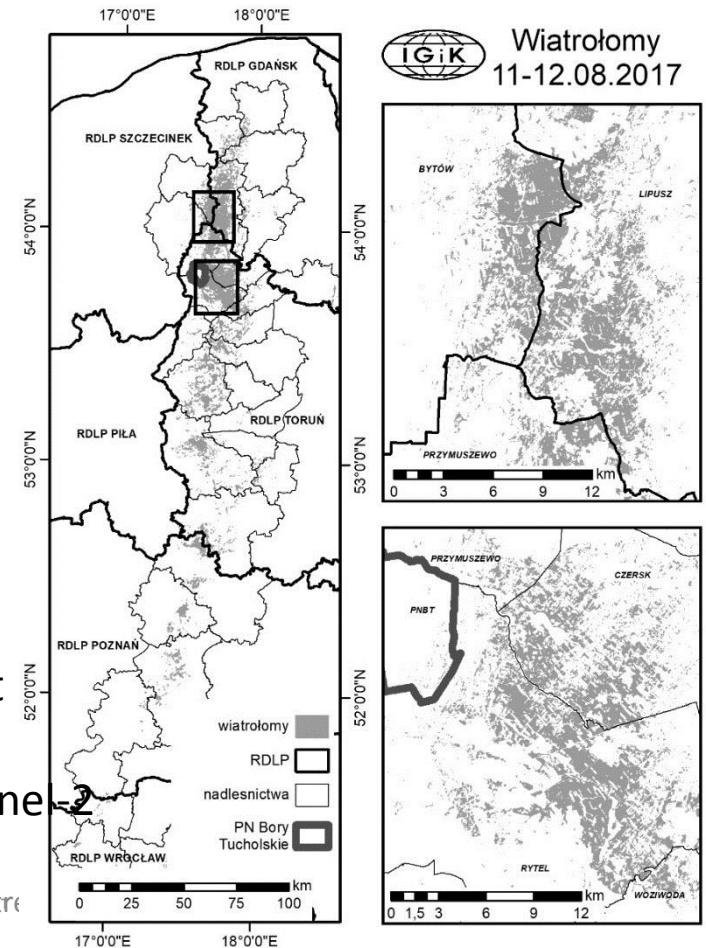 17°0'0"E 18°0'0"E
RDLP GDAŃSK
RDLP SZCZECINEK
54°0'0"N
54°0'0"N
RDLP TORUŃ
RDLP PIŁA
53°0'0"N
53°0'0"N
RDLP POZNAŃ
52°0'0"N
52°0'0"N
wiatrołomy
RDLP
nadlesnictwa
PN Bory
Tucholskie
RDLP WROCŁAW
km
0 25 50 75 100
17°0'0"E 18°0'0"E
IGiK
Wiatrołomy
11-12.08.2017
BYTÓW
LIPUSZ
PRZYMUSZEWO
km
0 3 6 9 12
PRZYMUSZEWO
CZERSK
PNBT
RYTEL
WOZIWODA
km
0 1,5 3 6 9 12